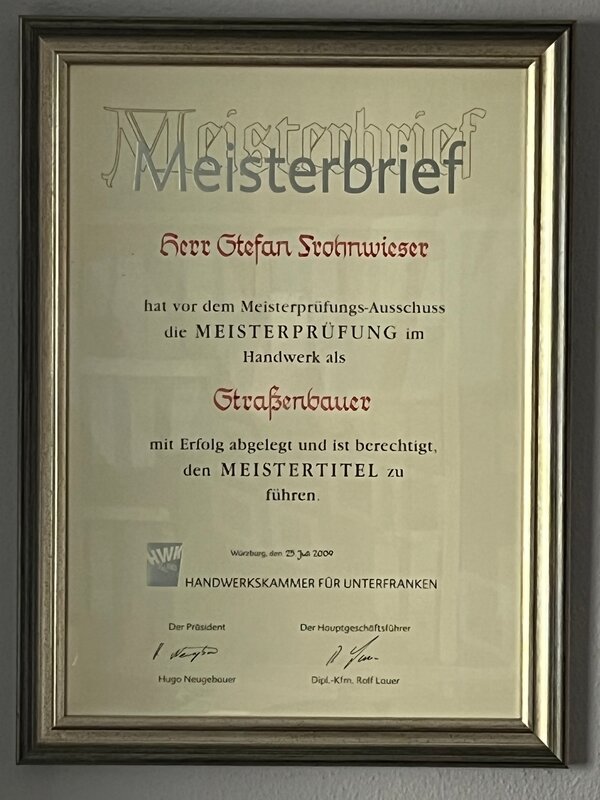 Meisterbrief
Meisterbrief
Herr Stefan Frohnwieser
hat vor dem Meisterprüfungs-Ausschuss
die MEISTERPRÜFUNG im
Handwerk als
Straßenbauer
mit Erfolg abgelegt und ist berechtigt,
den MEISTERTITEL zu
führen.
HWK
Würzburg, den 25 Juli 2009
HANDWERKSKAMMER FÜR UNTERFRANKEN
Der Präsident Der Hauptgeschäftsführer
Hugo Neugebauer Dipl.-Kfm. Rolf Lauer